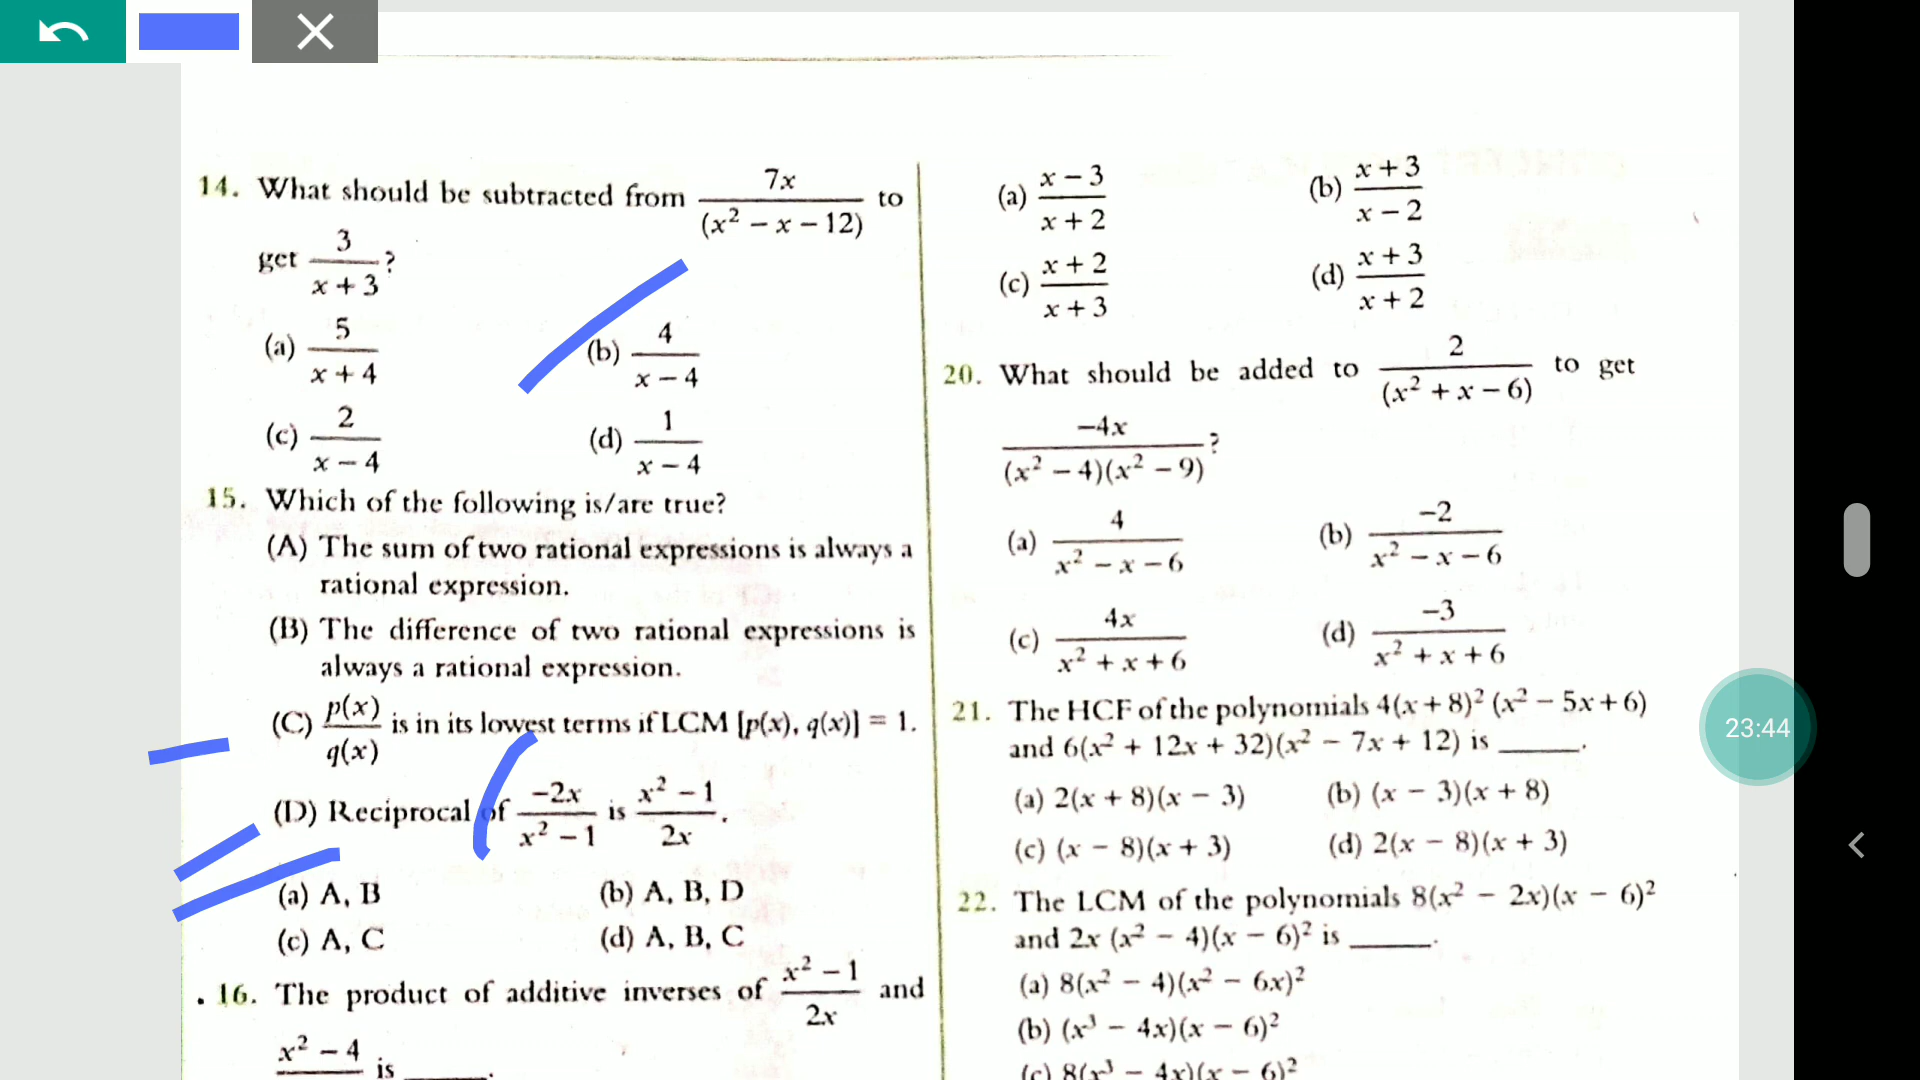 14. What should be subtracted from 7x/(x² − x − 12) to
get 3/(x + 3)?
(a) 5/(x + 4) (b) 4/(x − 4)
(c) 2/(x − 4) (d) 1/(x − 4)
15. Which of the following is/are true?
(A) The sum of two rational expressions is always a
rational expression.
(B) The difference of two rational expressions is
always a rational expression.
(C) p(x)/q(x) is in its lowest terms if LCM [p(x), q(x)] = 1.
(D) Reciprocal of −2x/(x² − 1) is (x² − 1)/2x.
(a) A, B (b) A, B, D
(c) A, C (d) A, B, C
16. The product of additive inverses of (x² − 1)/2x and
x² − 4 is ______.
(a) (x − 3)/(x + 2) (b) (x + 3)/(x − 2)
(c) (x + 2)/(x + 3) (d) (x + 3)/(x + 2)
20. What should be added to 2/(x² + x − 6) to get
−4x/(x² − 4)(x² − 9)?
(a) 4/(x² − x − 6) (b) −2/(x² − x − 6)
(c) 4x/(x² + x + 6) (d) −3/(x² + x + 6)
21. The HCF of the polynomials 4(x + 8)² (x² − 5x + 6)
and 6(x² + 12x + 32)(x² − 7x + 12) is ______.
(a) 2(x + 8)(x − 3) (b) (x − 3)(x + 8)
(c) (x − 8)(x + 3) (d) 2(x − 8)(x + 3)
22. The LCM of the polynomials 8(x² − 2x)(x − 6)²
and 2x (x² − 4)(x − 6)² is ______.
(a) 8(x² − 4)(x² − 6x)²
(b) (x³ − 4x)(x − 6)²
(c) 8(x³ − 4x)(x − 6)²
23:44